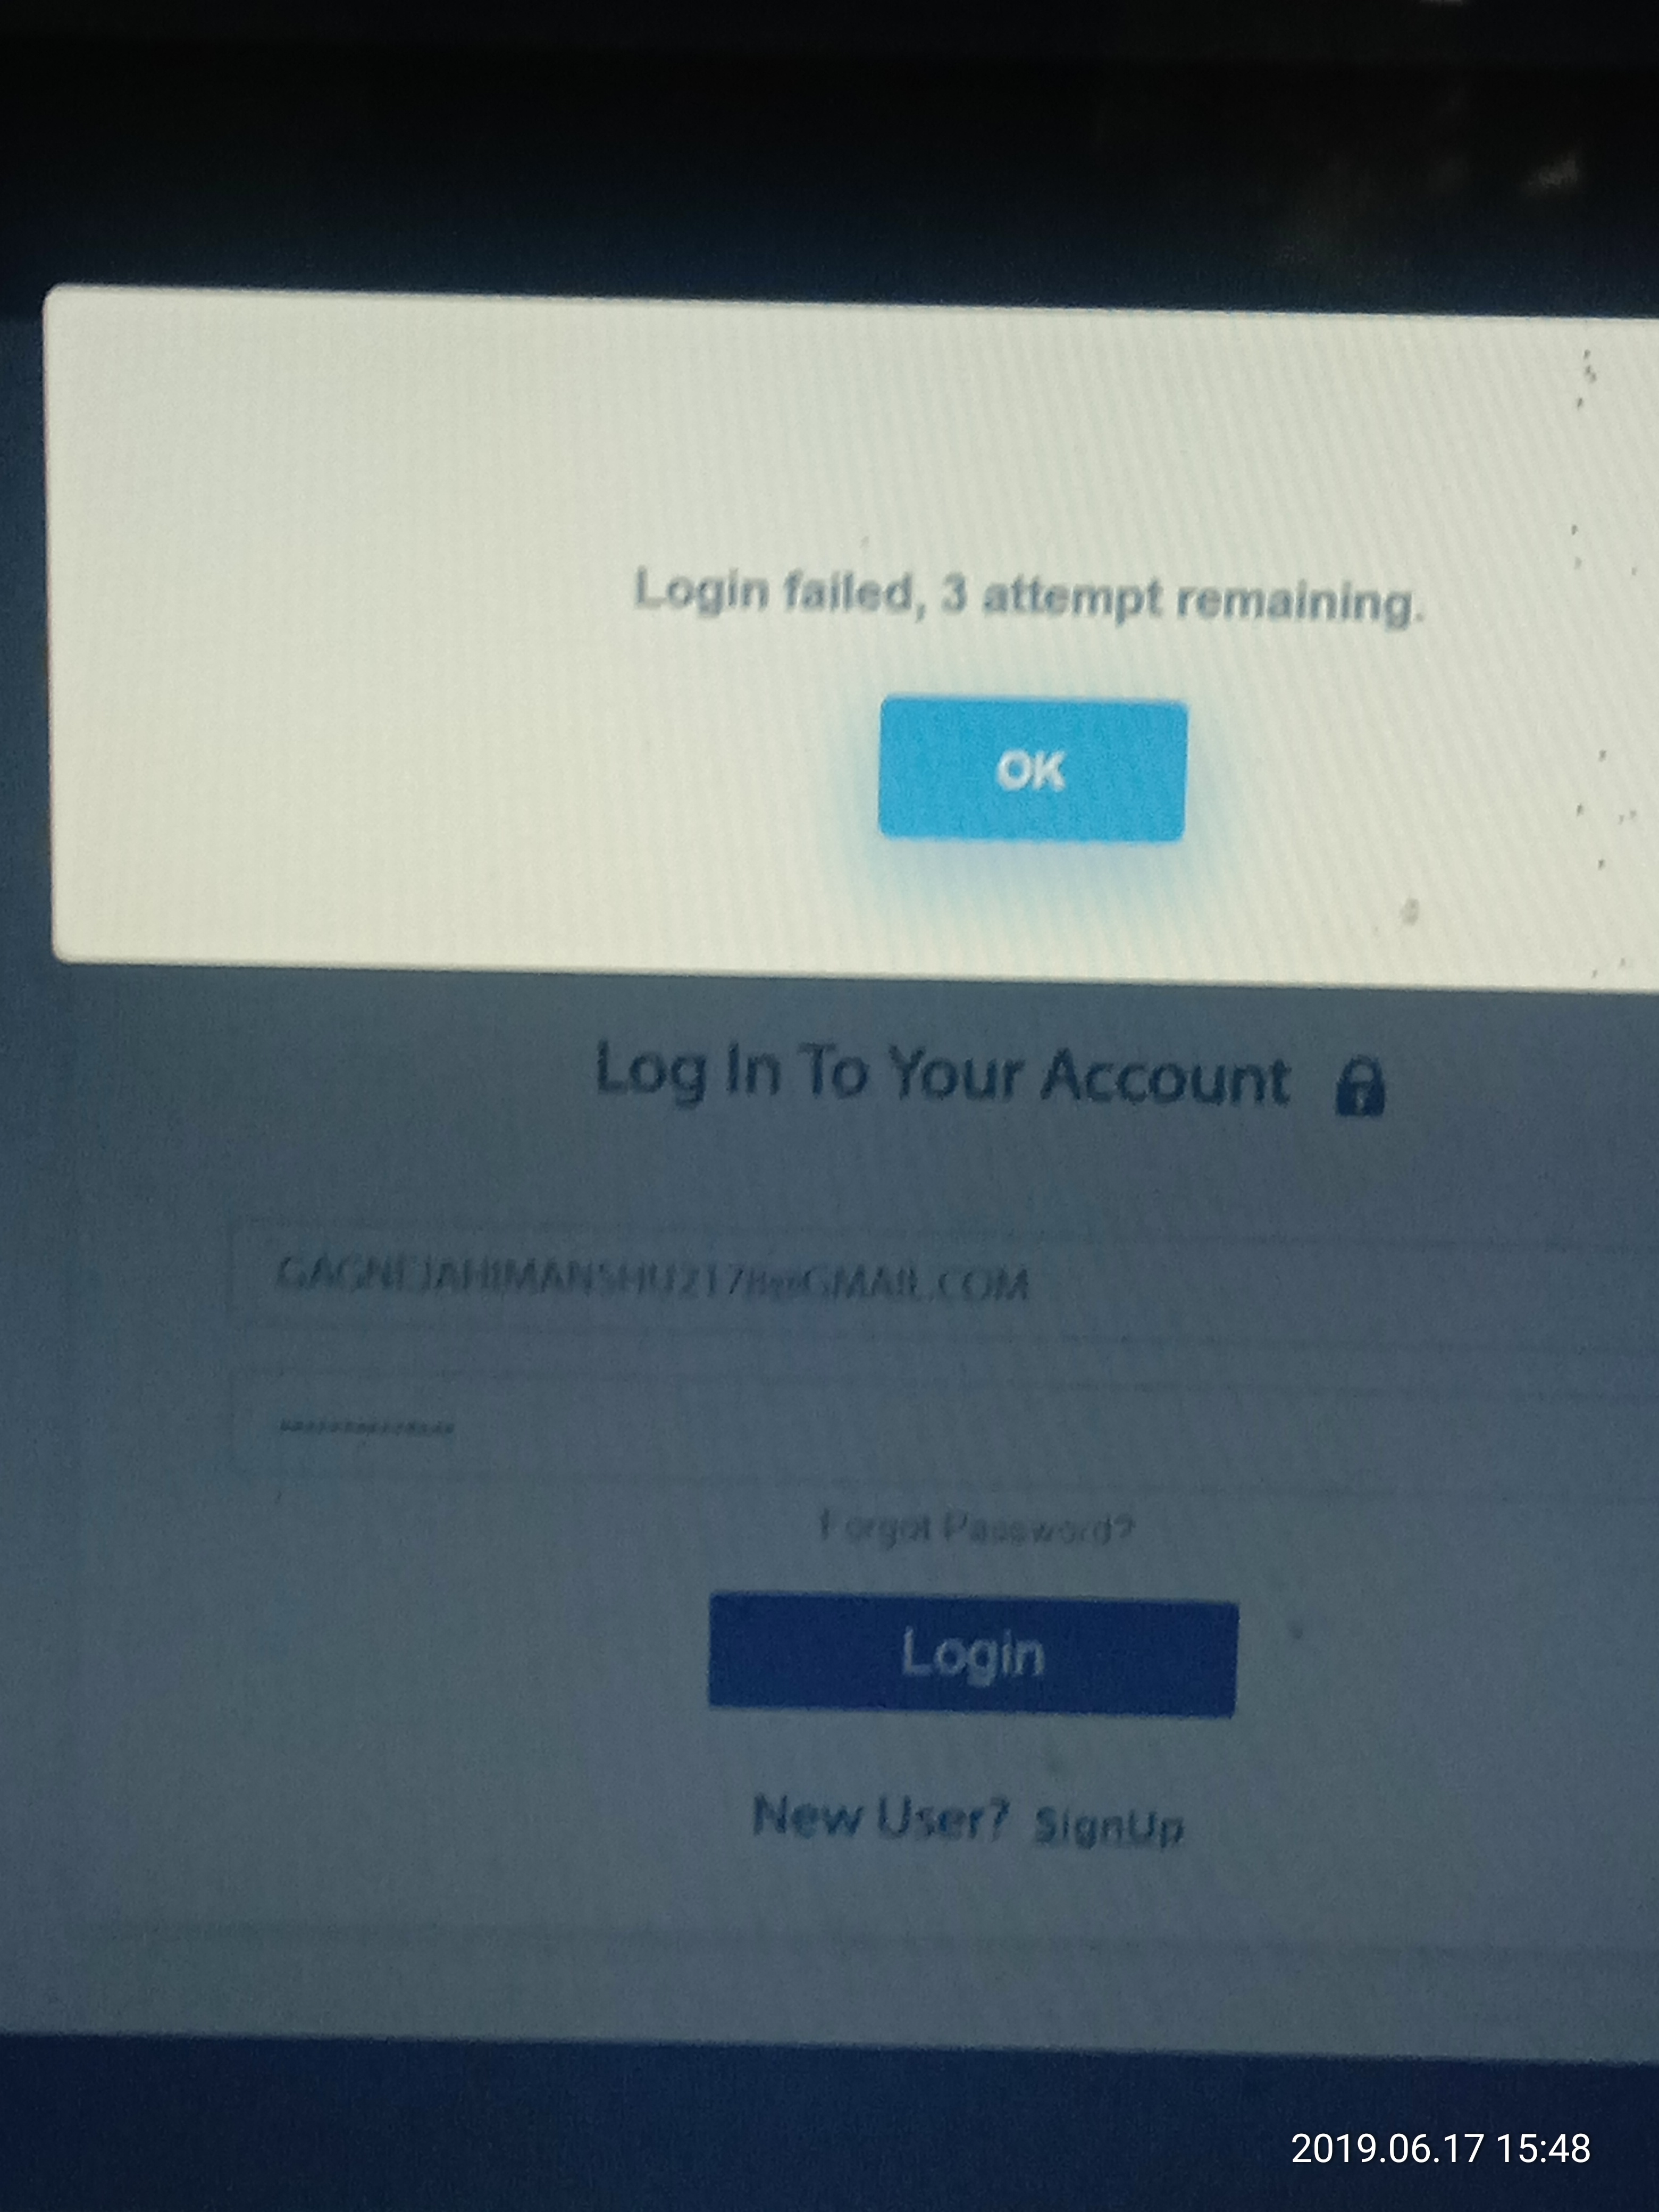 Login failed, 3 attempt remaining.
OK
Log In To Your Account
GAGNEJAHIMANSHU2178@GMAIL.COM
Forgot Password?
Login
New User? SignUp
2019.06.17 15:48